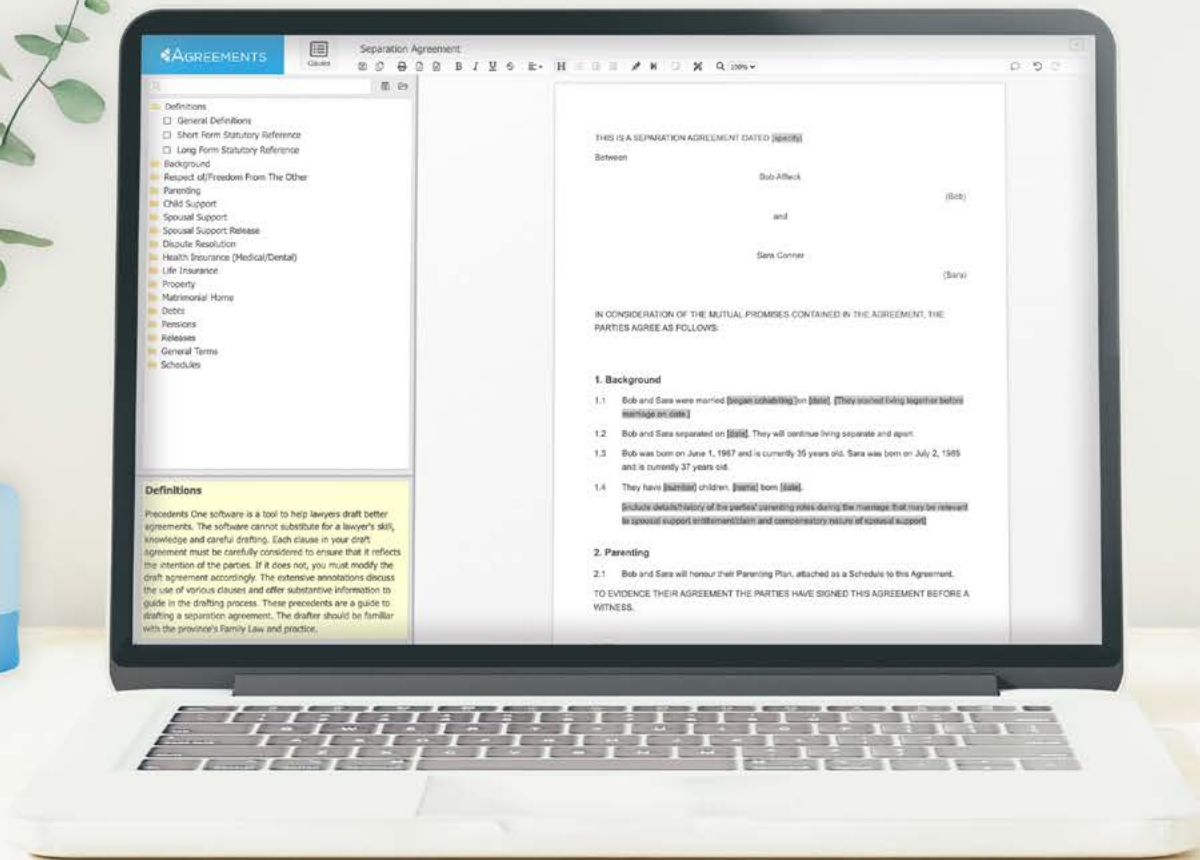 AGREEMENTS
Clauses
Separation Agreement
B I U S
H
100%
Definitions
General Definitions
Short Form Statutory Reference
Long Form Statutory Reference
Background
Respect of/Freedom From The Other
Parenting
Child Support
Spousal Support
Spousal Support Release
Dispute Resolution
Health Insurance (Medical/Dental)
Life Insurance
Property
Matrimonial Home
Debts
Pensions
Releases
General Terms
Schedules
Definitions
Precedents One software is a tool to help lawyers draft better
agreements. The software cannot substitute for a lawyer's skill,
knowledge and careful drafting. Each clause in your draft
agreement must be carefully considered to ensure that it reflects
the intention of the parties. If it does not, you must modify the
draft agreement accordingly. The extensive annotations discuss
the use of various clauses and offer substantive information to
guide in the drafting process. These precedents are a guide to
drafting a separation agreement. The drafter should be familiar
with the province's Family Law and practice.
THIS IS A SEPARATION AGREEMENT DATED [specify]
Between
Bob Affleck
(Bob)
and
Sara Conner
(Sara)
IN CONSIDERATION OF THE MUTUAL PROMISES CONTAINED IN THE AGREEMENT, THE
PARTIES AGREE AS FOLLOWS:
1. Background
1.1 Bob and Sara were married [began cohabiting ]on [date]. [They started living together before
marriage on date.]
1.2 Bob and Sara separated on [date]. They will continue living separate and apart.
1.3 Bob was born on June 1, 1987 and is currently 35 years old. Sara was born on July 2, 1985
and is currently 37 years old.
1.4 They have [number] children. [name] born [date].
[include details/history of the parties' parenting roles during the marriage that may be relevant
to spousal support entitlement/claim and compensatory nature of spousal support]
2. Parenting
2.1 Bob and Sara will honour their Parenting Plan, attached as a Schedule to this Agreement.
TO EVIDENCE THEIR AGREEMENT THE PARTIES HAVE SIGNED THIS AGREEMENT BEFORE A
WITNESS.